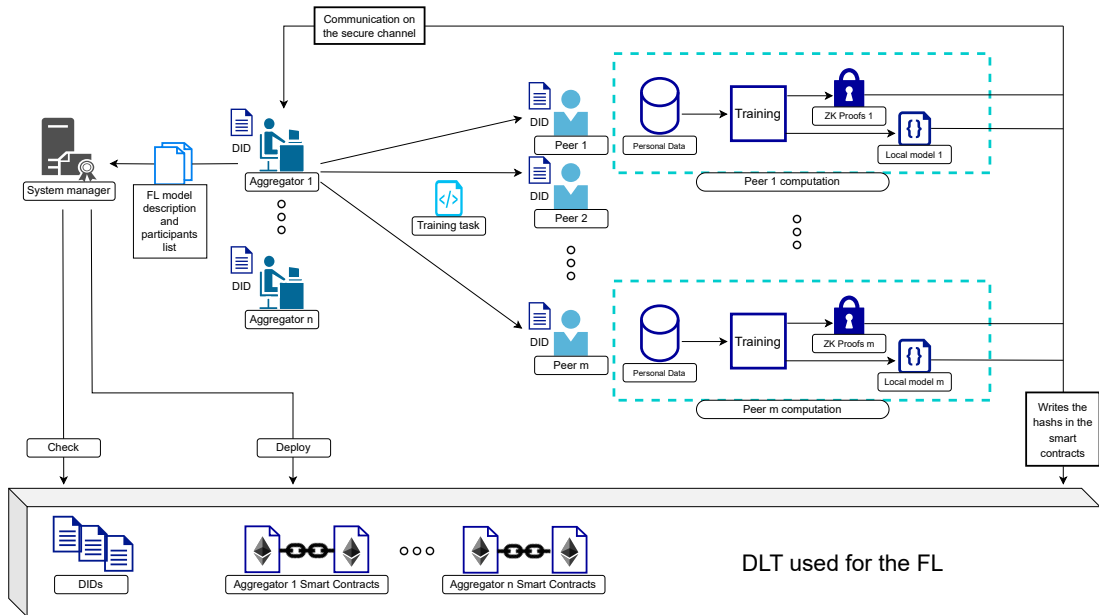 Communication on
the secure channel
DID
Aggregator 1
System manager
FL model
description
and
participants
list
DID
Aggregator n
Training task
DID
Peer 1
DID
Peer 2
DID
Peer m
Personal Data
Training
ZK Proofs 1
{}
Local model 1
Peer 1 computation
Personal Data
Training
ZK Proofs m
{}
Local model m
Peer m computation
Writes the
hashs in the
smart
contracts
Check
Deploy
DIDs
Aggregator 1 Smart Contracts
Aggregator n Smart Contracts
DLT used for the FL